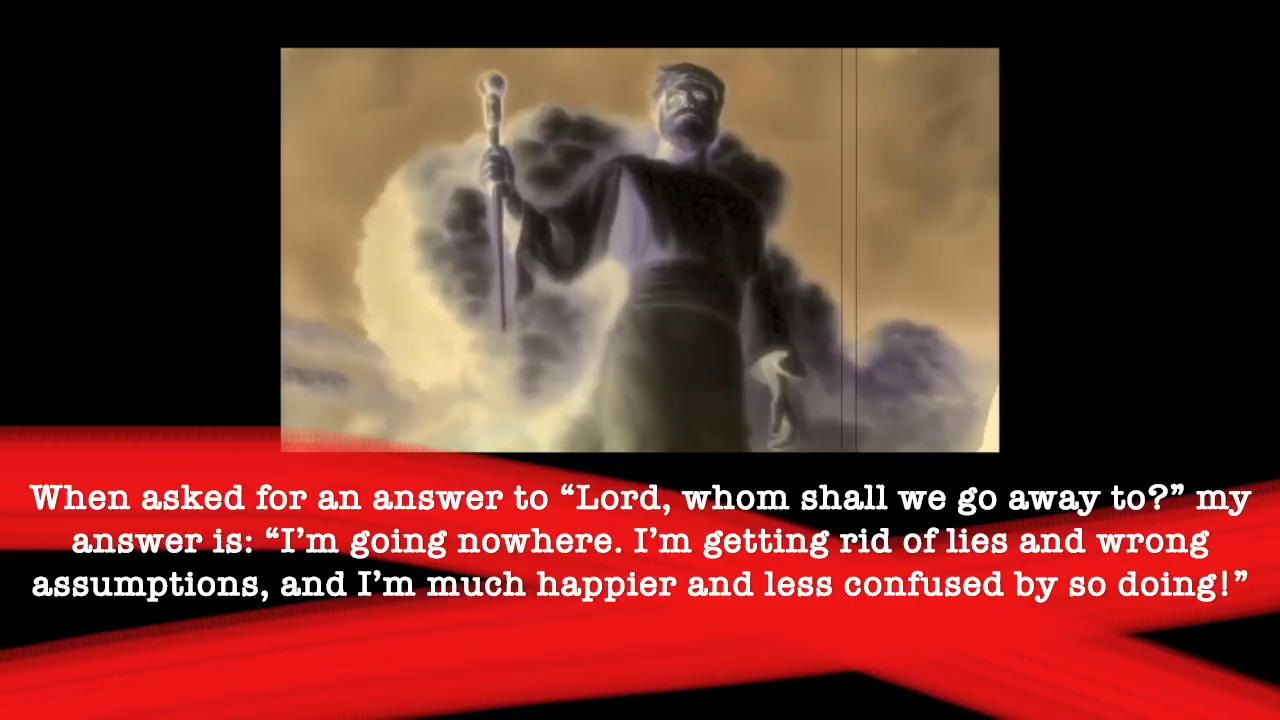 When asked for an answer to “Lord, whom shall we go away to?” my
answer is: “I’m going nowhere. I’m getting rid of lies and wrong
assumptions, and I’m much happier and less confused by so doing!”